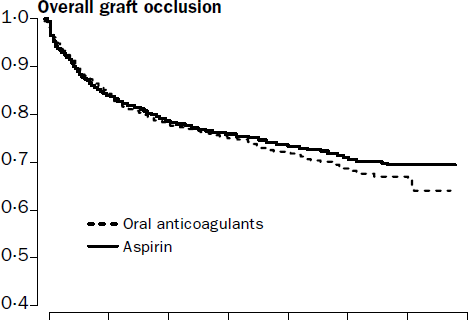 Overall graft occlusion
1·0
0·9
0·8
0·7
0·6
0·5
0·4
Oral anticoagulants
Aspirin